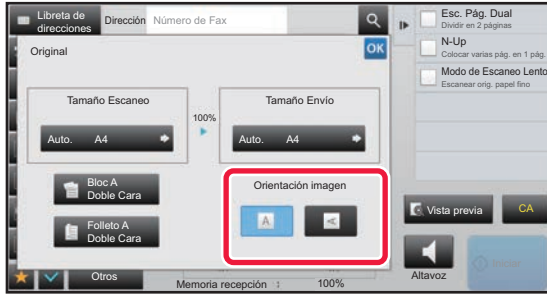 Libreta de
direcciones
Dirección
Número de Fax
Original
OK
Tamaño Escaneo
100%
Tamaño Envío
Auto. A4
Auto. A4
Bloc A
Doble Cara
Folleto A
Doble Cara
Orientación imagen
A
A
Otros
Memoria recepción : 100%
Esc. Pág. Dual
Dividir en 2 páginas
N-Up
Colocar varias pág. en 1 pág.
Modo de Escaneo Lento
Escanear orig. papel fino
Vista previa
CA
Altavoz